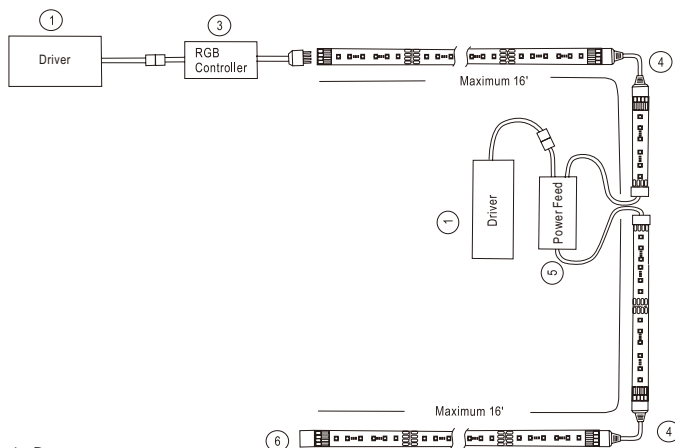 1
3
Driver
RGB
Controller
4
Maximum 16'
1
Driver
Power Feed
5
Maximum 16'
6
4